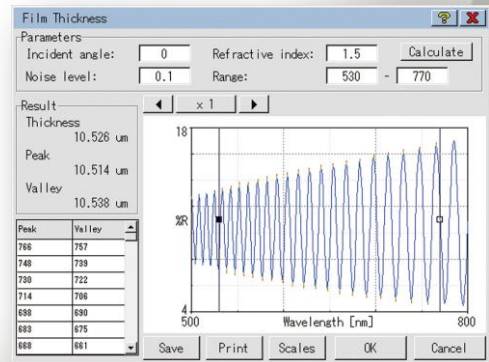 Film Thickness
Parameters
Incident angle: 0 Refractive index: 1.5 Calculate
Noise level: 0.1 Range: 530 - 770
Result
Thickness
10.526 um
Peak
10.514 um
Valley
10.538 um
x 1
18
%R
4
500 Wavelength [nm] 800
Peak Valley
766 757
748 739
730 722
714 706
698 690
683 675
668 661
Save Print Scales OK Cancel